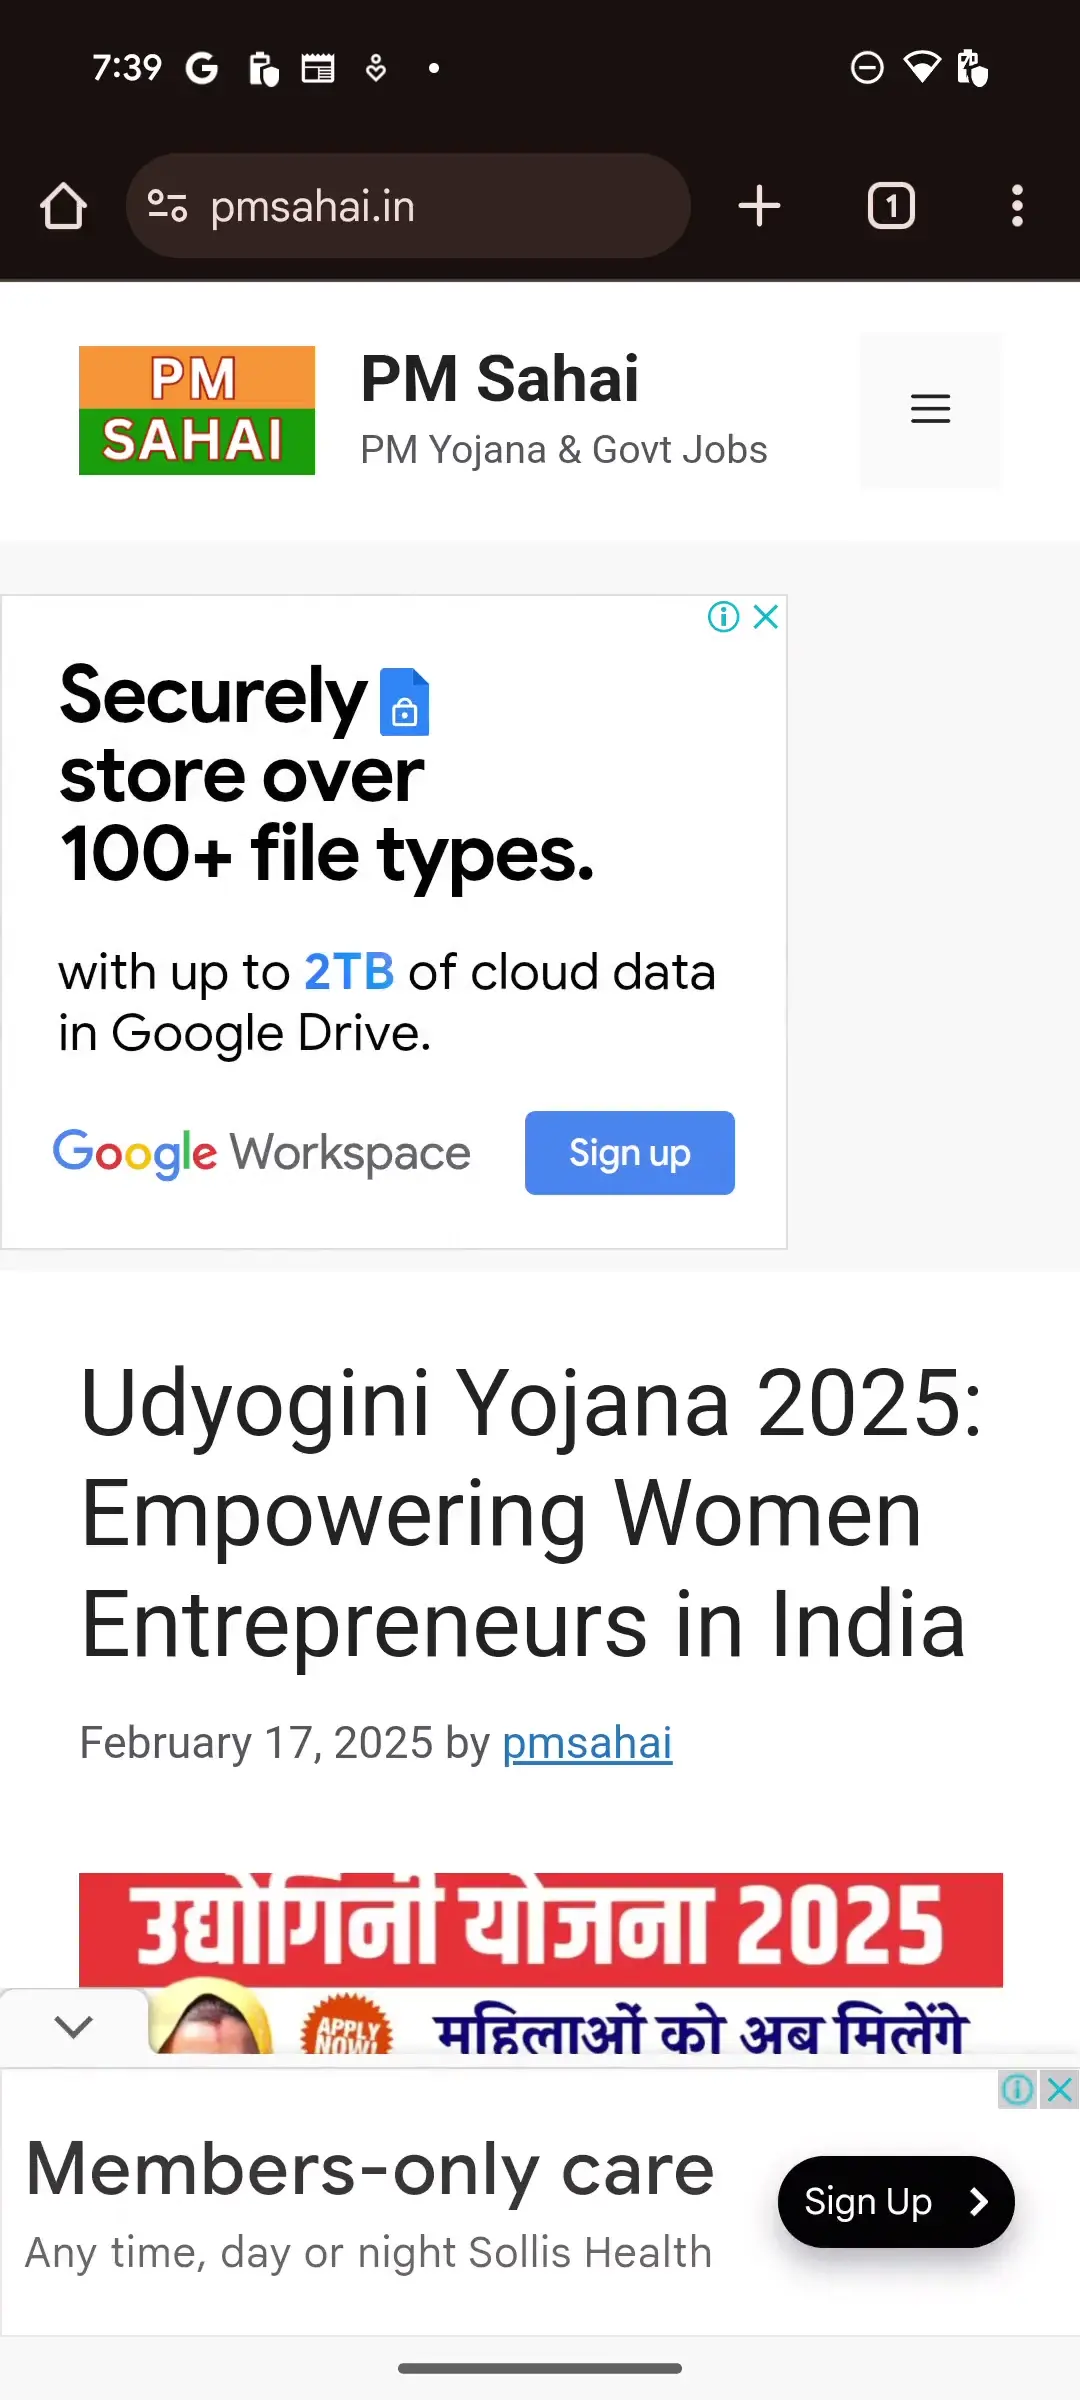 7:39
pmsahai.in
1
PM
SAHAI
PM Sahai
PM Yojana & Govt Jobs
Securely
store over
100+ file types.
with up to 2TB of cloud data
in Google Drive.
Google Workspace
Sign up
Udyogini Yojana 2025:
Empowering Women
Entrepreneurs in India
February 17, 2025 by pmsahai
उद्योगिनी योजना 2025
APPLY
NOW!
महिलाओं को अब मिलेंगे
Members-only care
Any time, day or night Sollis Health
Sign Up